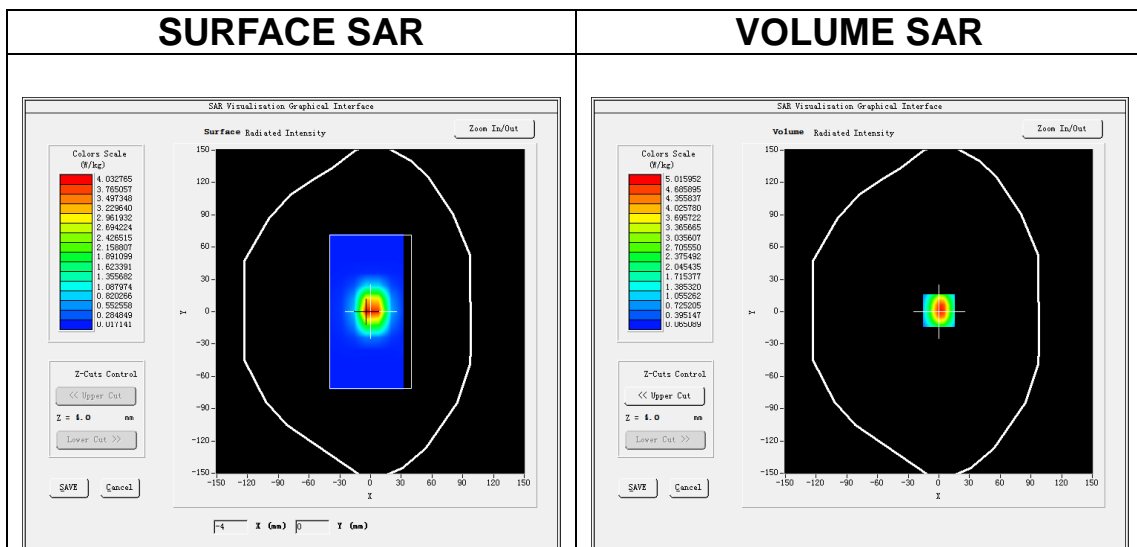 SURFACE SAR
VOLUME SAR
SAR Visualisation Graphical Interface
Surface Radiated Intensity
Zoom In/Out
Colors Scale
(W/kg)
4.032765
3.765057
3.497348
3.229640
2.961932
2.694224
2.426515
2.158807
1.891099
1.623391
1.355682
1.087974
0.820266
0.552558
0.284849
0.017141
Z-Cuts Control
<< Upper Cut
Z = 4.0 mm
Lower Cut >>
SAVE
Cancel
150
120
90
60
30
0
-30
-60
-90
-120
-150
Y
-150 -120 -90 -60 -30 0 30 60 90 120 150
X
-4 X (mm) 0 Y (mm)
SAR Visualisation Graphical Interface
Volume Radiated Intensity
Zoom In/Out
Colors Scale
(W/kg)
5.015952
4.685895
4.355837
4.025780
3.695722
3.365665
3.035607
2.705550
2.375492
2.045435
1.715377
1.385320
1.055262
0.725205
0.395147
0.065089
Z-Cuts Control
<< Upper Cut
Z = 4.0 mm
Lower Cut >>
SAVE
Cancel
150
120
90
60
30
0
-30
-60
-90
-120
-150
Y
-150 -120 -90 -60 -30 0 30 60 90 120 150
X